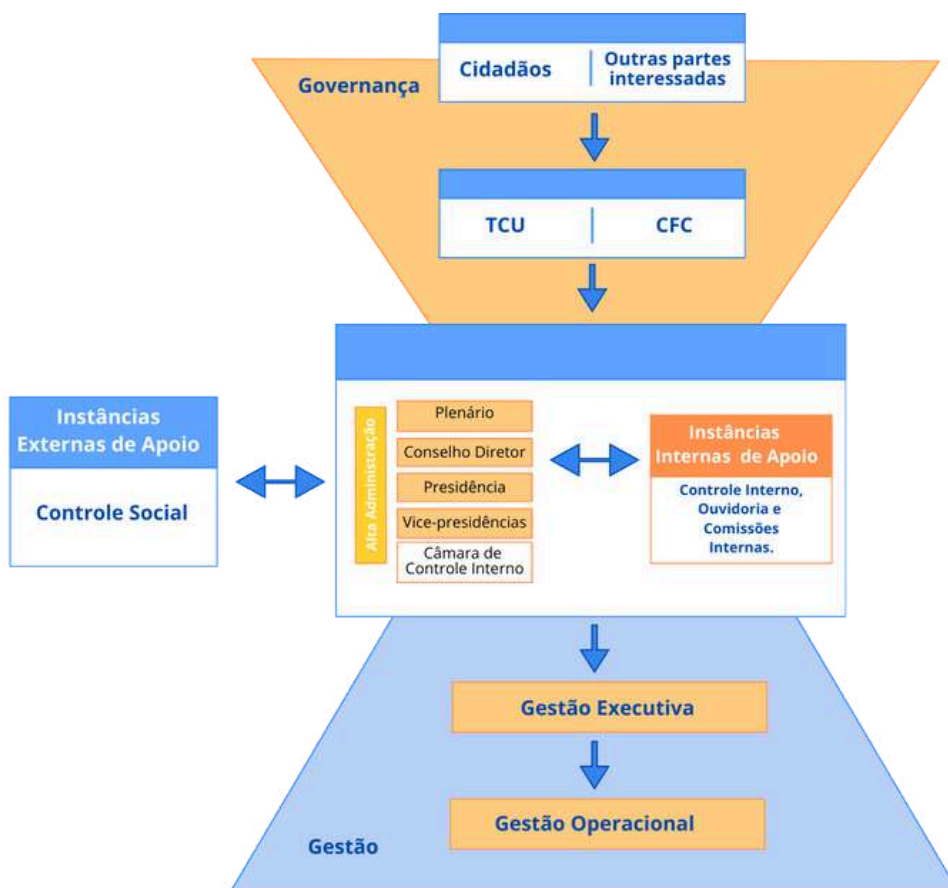 Governança
Cidadãos
Outras partes
interessadas
TCU
CFC
Instâncias
Externas de Apoio
Controle Social
Alta Administração
Plenário
Conselho Diretor
Presidência
Vice-presidências
Câmara de
Controle Interno
Instâncias
Internas de Apoio
Controle Interno,
Ouvidoria e
Comissões
Internas.
Gestão Executiva
Gestão Operacional
Gestão